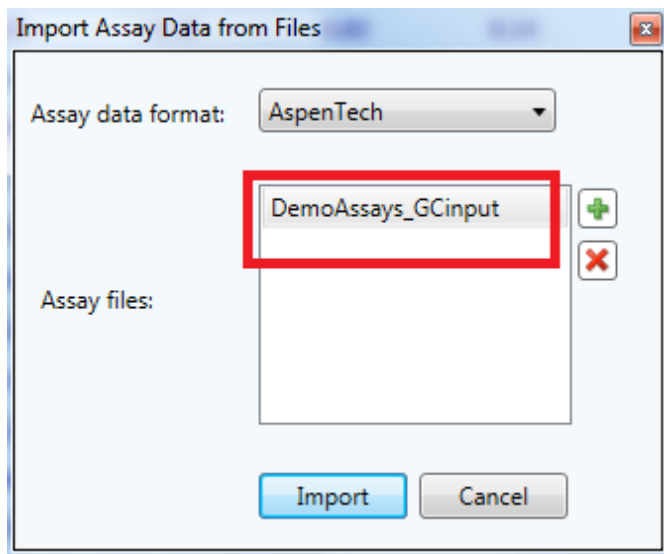 Import Assay Data from Files
Assay data format:
AspenTech
DemoAssays_GCinput
Assay files:
Import
Cancel